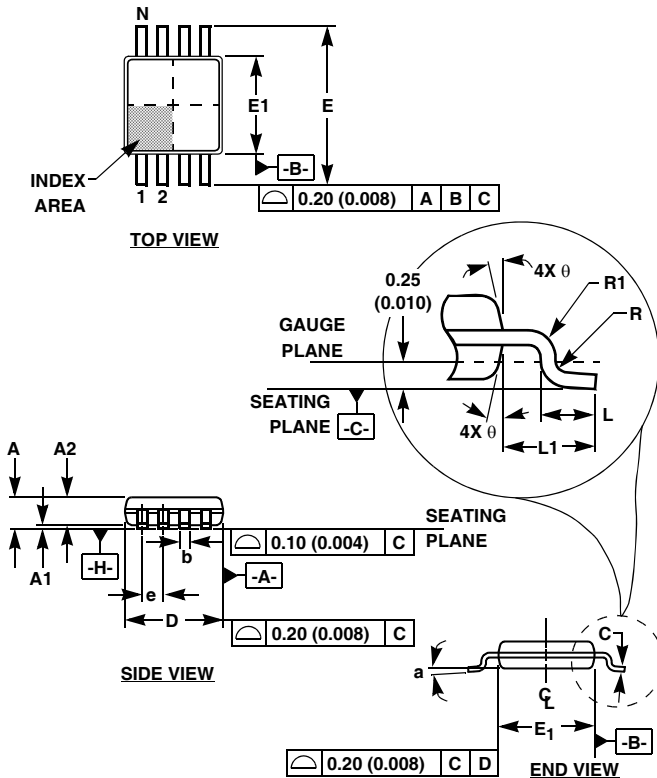 N
E1
E
-B-
INDEX
AREA
1 2
0.20 (0.008) A B C
TOP VIEW
0.25
(0.010)
4X θ
R1
R
GAUGE
PLANE
SEATING
PLANE
-C-
4X θ
L
L1
A
A2
A1
-H-
e
b
D
-A-
SEATING
PLANE
0.10 (0.004) C
0.20 (0.008) C
SIDE VIEW
a
C
CL
E1
-B-
0.20 (0.008) C D
END VIEW